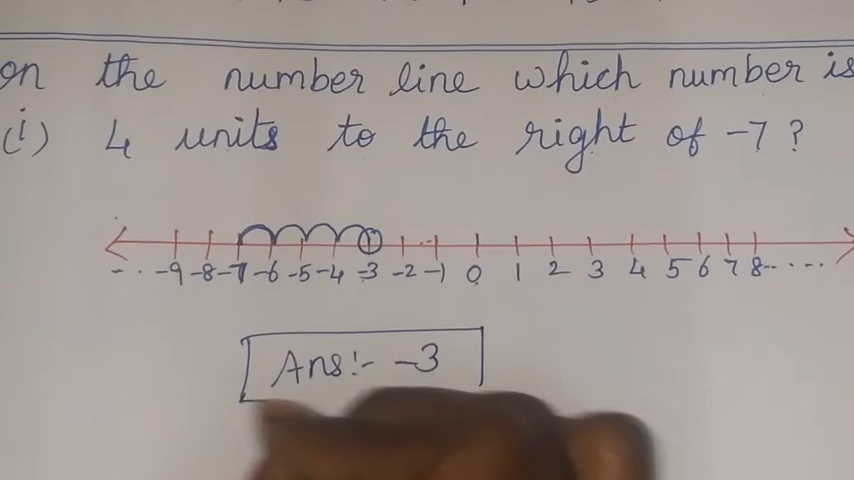 on the number line which number is
(i) 4 units to the right of -7?
-.. -9 -8 -7 -6 -5 -4 -3 -2 -1 0 1 2 3 4 5 6 7 8-- ....
Ans:- -3